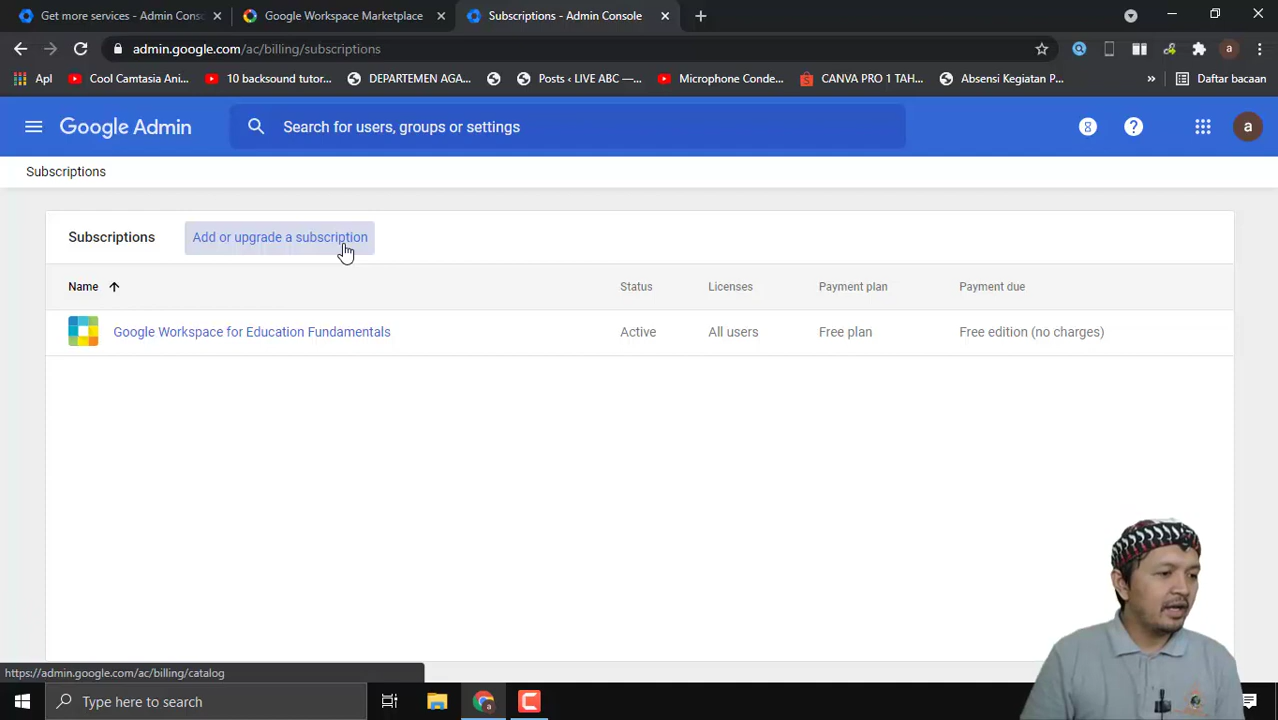 Get more services - Admin Cons
Google Workspace Marketplace
Subscriptions - Admin Console
admin.google.com/ac/billing/subscriptions
a
Apl
Cool Camtasia Ani...
10 backsound tutor...
DEPARTEMEN AGA...
Posts ‹ LIVE ABC —...
Microphone Conde...
CANVA PRO 1 TAH...
Absensi Kegiatan P...
»
Daftar bacaan
Google Admin
Search for users, groups or settings
a
Subscriptions
Subscriptions
Add or upgrade a subscription
Name
Status
Licenses
Payment plan
Payment due
Google Workspace for Education Fundamentals
Active
All users
Free plan
Free edition (no charges)
https://admin.google.com/ac/billing/catalog
Type here to search